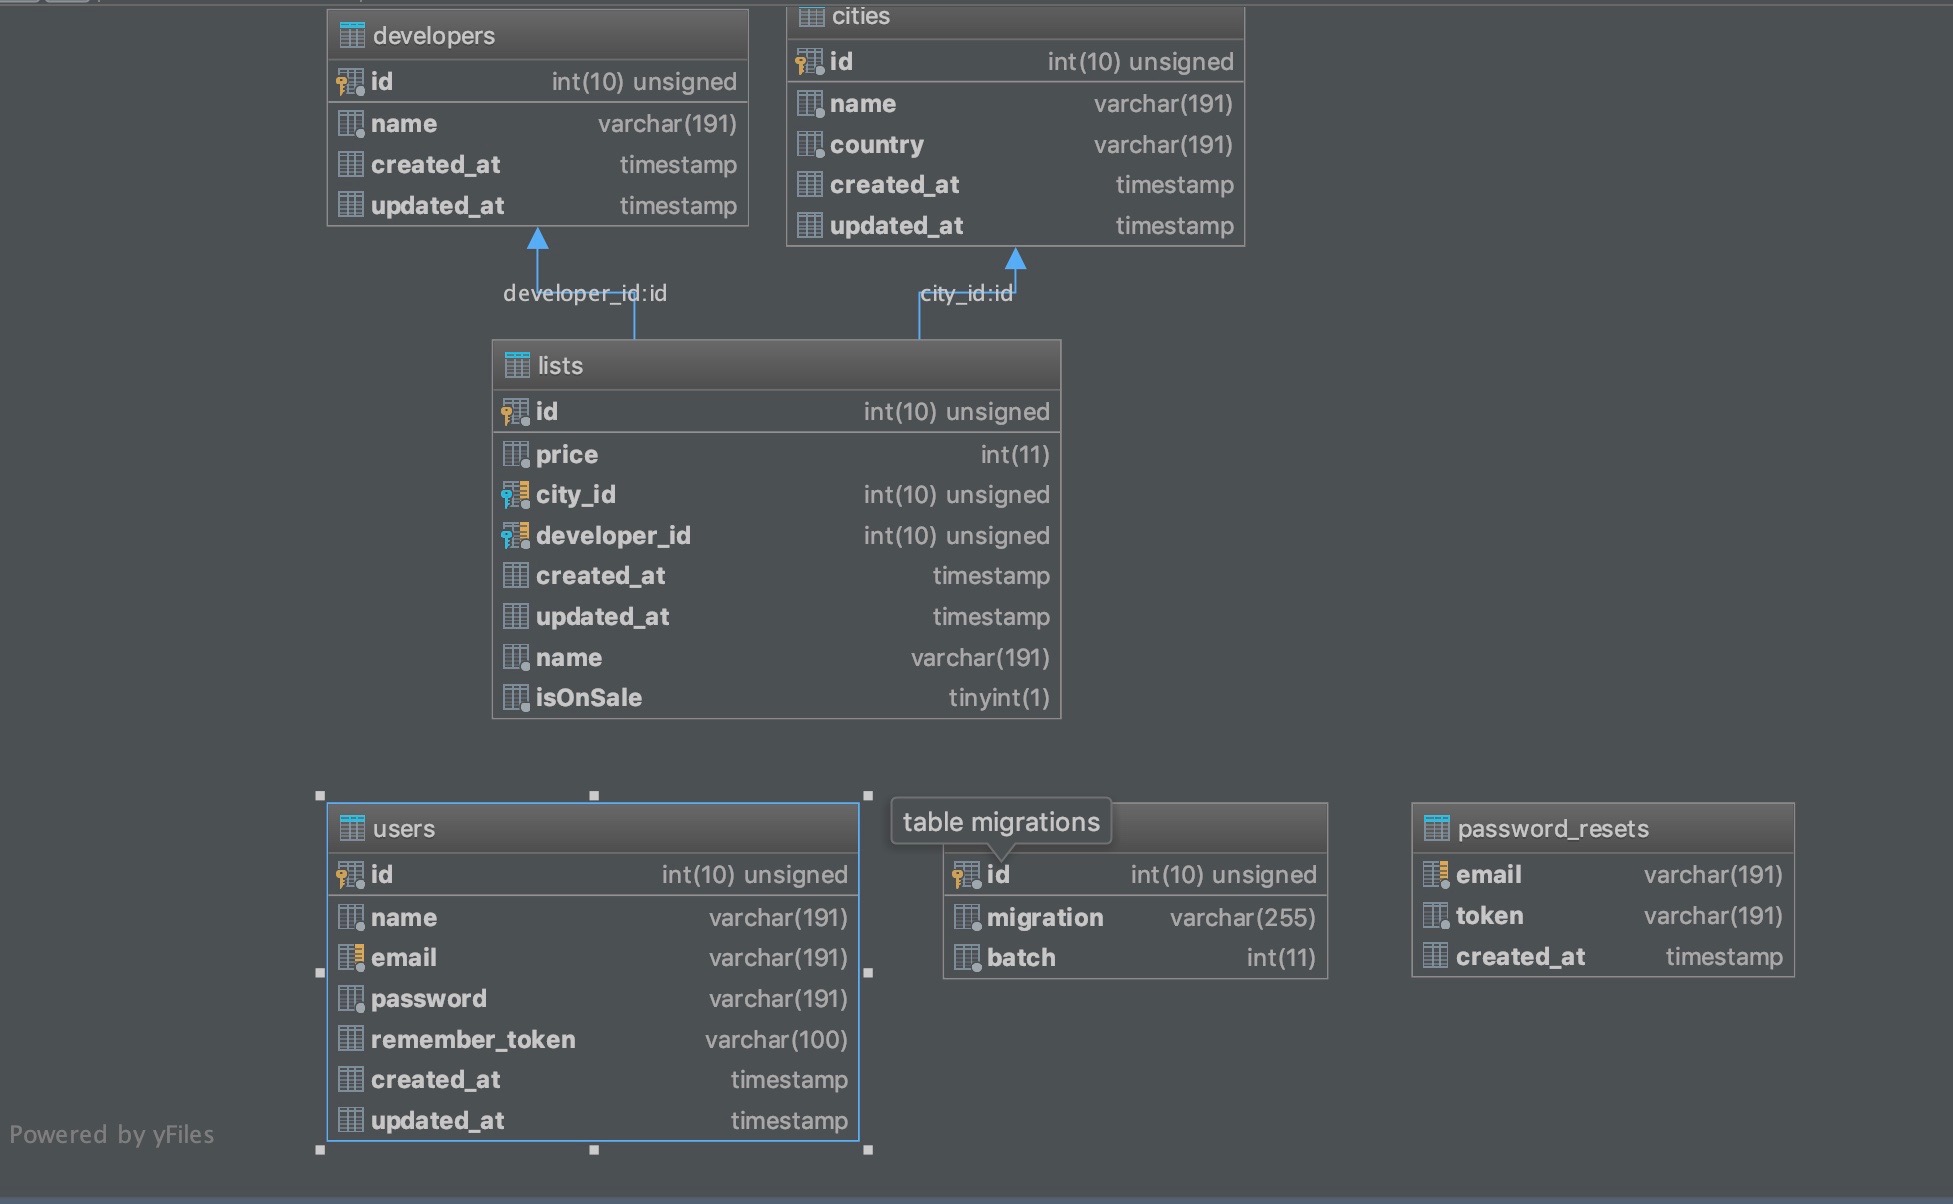 developers
id int(10) unsigned
name varchar(191)
created_at timestamp
updated_at timestamp
cities
id int(10) unsigned
name varchar(191)
country varchar(191)
created_at timestamp
updated_at timestamp
developer_id:id
city_id:id
lists
id int(10) unsigned
price int(11)
city_id int(10) unsigned
developer_id int(10) unsigned
created_at timestamp
updated_at timestamp
name varchar(191)
isOnSale tinyint(1)
users
id int(10) unsigned
name varchar(191)
email varchar(191)
password varchar(191)
remember_token varchar(100)
created_at timestamp
updated_at timestamp
table migrations
id int(10) unsigned
migration varchar(255)
batch int(11)
password_resets
email varchar(191)
token varchar(191)
created_at timestamp
Powered by yFiles